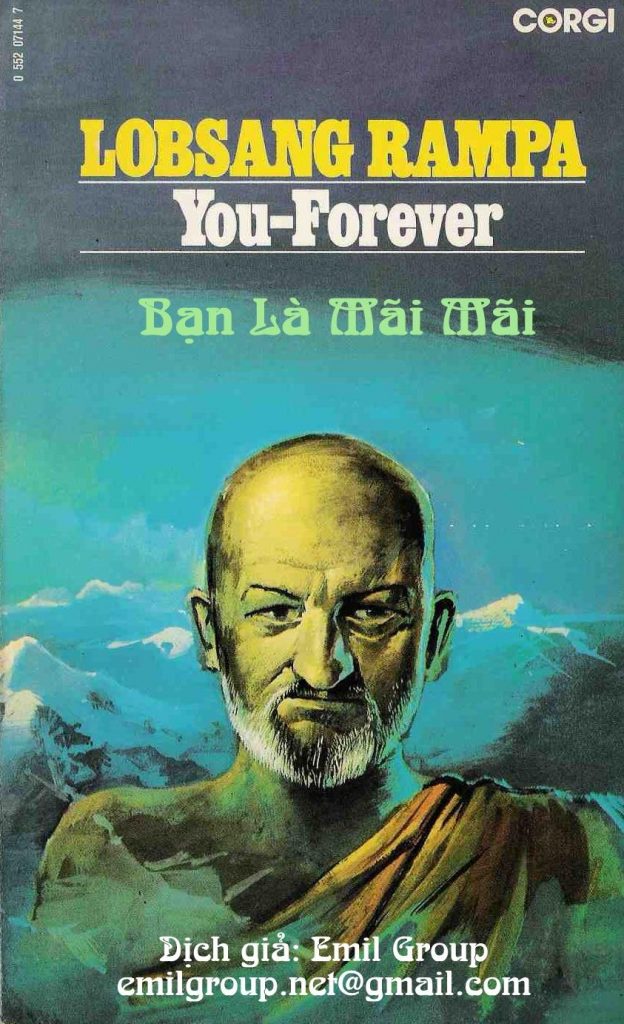 CORGI
0 552 07144 7
LOBSANG RAMPA
You-Forever
Bạn Là Mãi Mãi
Dịch giả: Emil Group
emilgroup.net@gmail.com